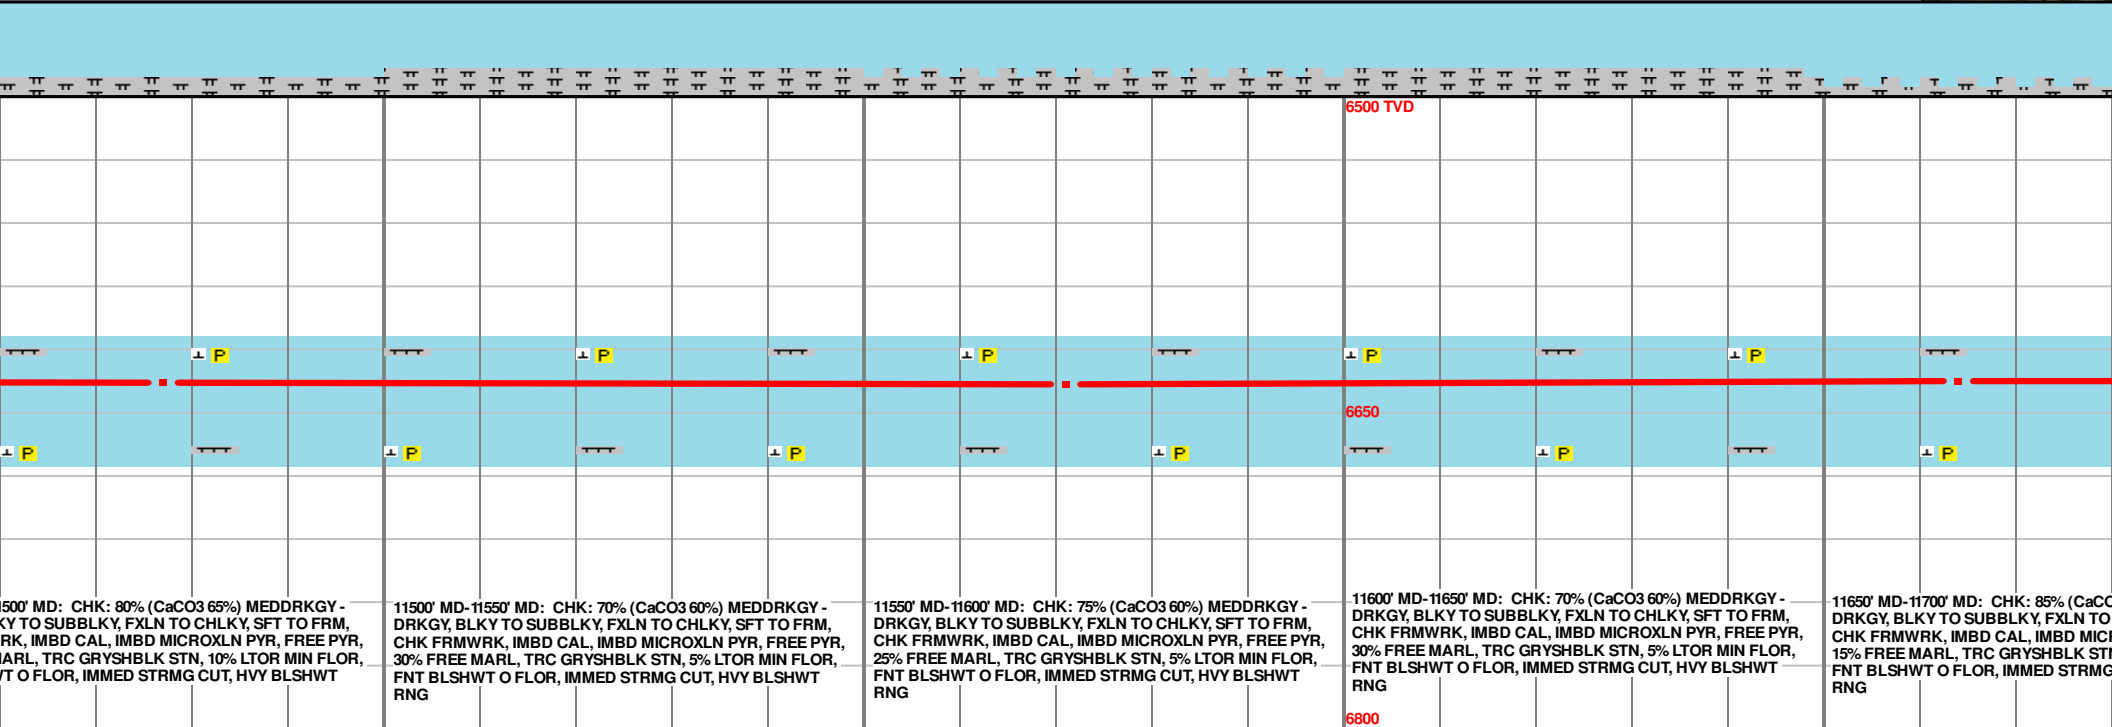 6500 TVD
P P P P P
6650
P P P P P
500' MD: CHK: 80% (CaCO3 65%) MEDDRKGY -
TO SUBBLKY, FXLN TO CHLKY, SFT TO FRM,
IMBD CAL, IMBD MICROXLN PYR, FREE PYR,
MARL, TRC GRYSHBLK STN, 10% LTOR MIN FLOR,
O FLOR, IMMED STRMG CUT, HVY BLSHWT
11500' MD-11550' MD: CHK: 70% (CaCO3 60%) MEDDRKGY -
DRKGY, BLKY TO SUBBLKY, FXLN TO CHLKY, SFT TO FRM,
CHK FRMWRK, IMBD CAL, IMBD MICROXLN PYR, FREE PYR,
30% FREE MARL, TRC GRYSHBLK STN, 5% LTOR MIN FLOR,
FNT BLSHWT O FLOR, IMMED STRMG CUT, HVY BLSHWT
RNG
11550' MD-11600' MD: CHK: 75% (CaCO3 60%) MEDDRKGY -
DRKGY, BLKY TO SUBBLKY, FXLN TO CHLKY, SFT TO FRM,
CHK FRMWRK, IMBD CAL, IMBD MICROXLN PYR, FREE PYR,
25% FREE MARL, TRC GRYSHBLK STN, 5% LTOR MIN FLOR,
FNT BLSHWT O FLOR, IMMED STRMG CUT, HVY BLSHWT
RNG
11600' MD-11650' MD: CHK: 70% (CaCO3 60%) MEDDRKGY -
DRKGY, BLKY TO SUBBLKY, FXLN TO CHLKY, SFT TO FRM,
CHK FRMWRK, IMBD CAL, IMBD MICROXLN PYR, FREE PYR,
30% FREE MARL, TRC GRYSHBLK STN, 5% LTOR MIN FLOR,
FNT BLSHWT O FLOR, IMMED STRMG CUT, HVY BLSHWT
RNG
11650' MD-11700' MD: CHK: 85% (CaCO
DRKGY, BLKY TO SUBBLKY, FXLN TO
CHK FRMWRK, IMBD CAL, IMBD
15% FREE MARL, TRC GRYSHBLK
FNT BLSHWT O FLOR, IMMED STRMG
RNG
6800